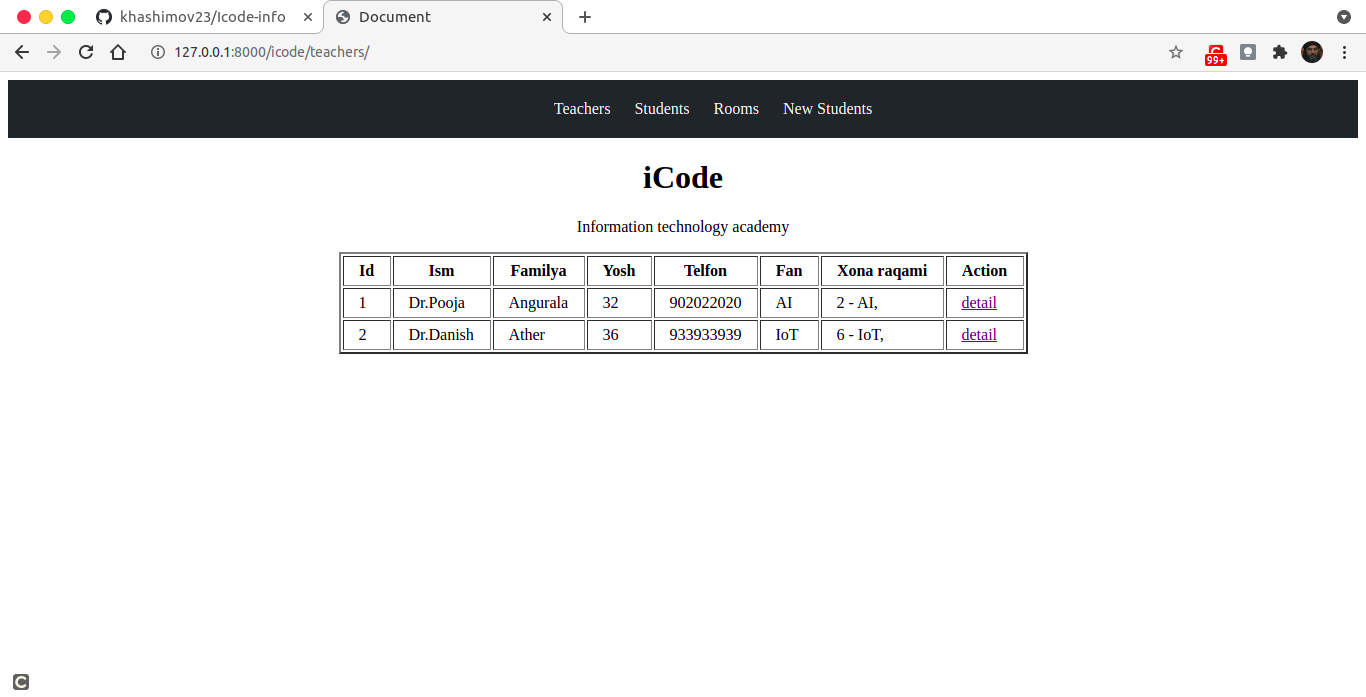 khashimov23/Icode-info
Document
127.0.0.1:8000/icode/teachers/
99+
Teachers Students Rooms New Students
iCode
Information technology academy
Id Ism Familya Yosh Telfon Fan Xona raqami Action
1 Dr.Pooja Angurala 32 902022020 AI 2 - AI, detail
2 Dr.Danish Ather 36 933933939 IoT 6 - IoT, detail
C